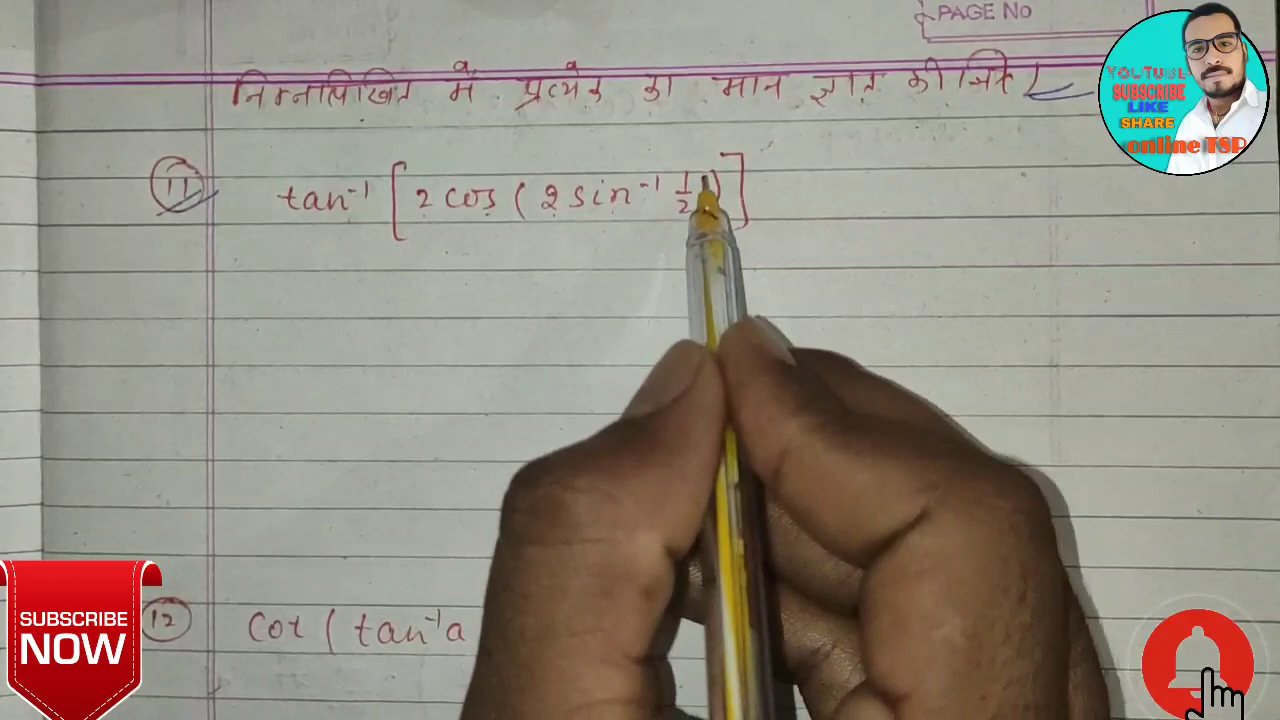 PAGE No
निम्नलिखित में प्रत्येक का मान ज्ञात कीजिए।
YOUTUBE
SUBSCRIBE
LIKE
SHARE
online TSP
11 tan⁻¹ [ 2 cos ( 2 sin⁻¹ 1/2 ) ]
SUBSCRIBE
NOW
12 cot ( tan⁻¹a